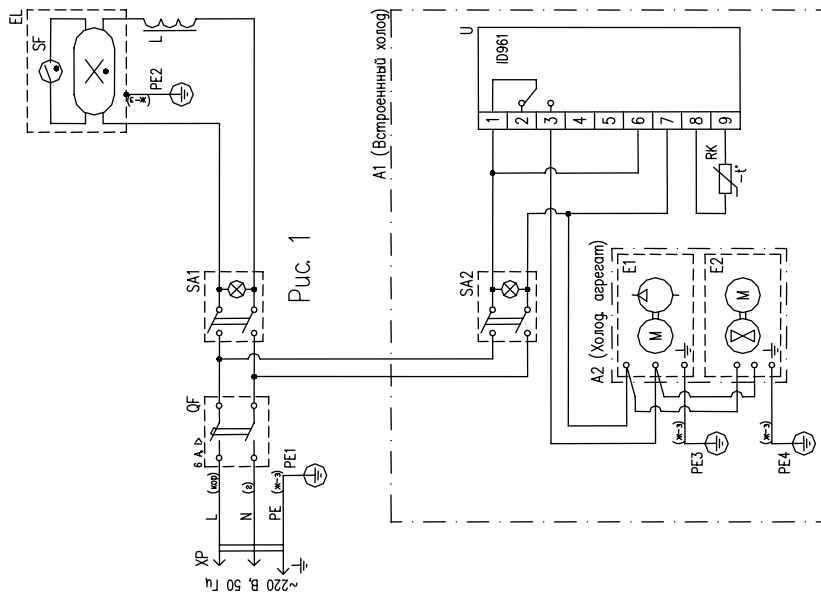 EL
SF
L
PE2
(ж-з)
A1 (Встроеннный холод)
U
ID961
1
2
3
4
5
6
7
8
9
RK
-t°
SA1
Рис. 1
SA2
A2 (Холод. агрегат)
E1
M
E2
M
PE3
(ж-з)
PE4
(ж-з)
QF
6 А I>
PE1
(ж-з)
(кор)
(г)
L
N
PE
XP
~220 В, 50 Гц